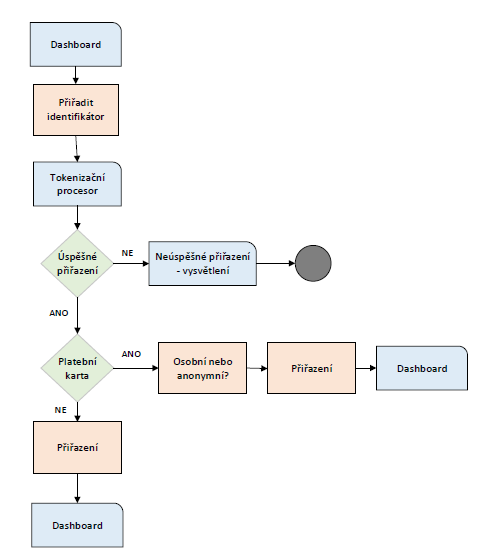 Dashboard
Přiřadit
identifikátor
Tokenizační
procesor
Úspěšné
přiřazení
NE
Neúspěšné přiřazení
- vysvětlení
ANO
Platební
karta
ANO
Osobní nebo
anonymní?
Přiřazení
Dashboard
NE
Přiřazení
Dashboard